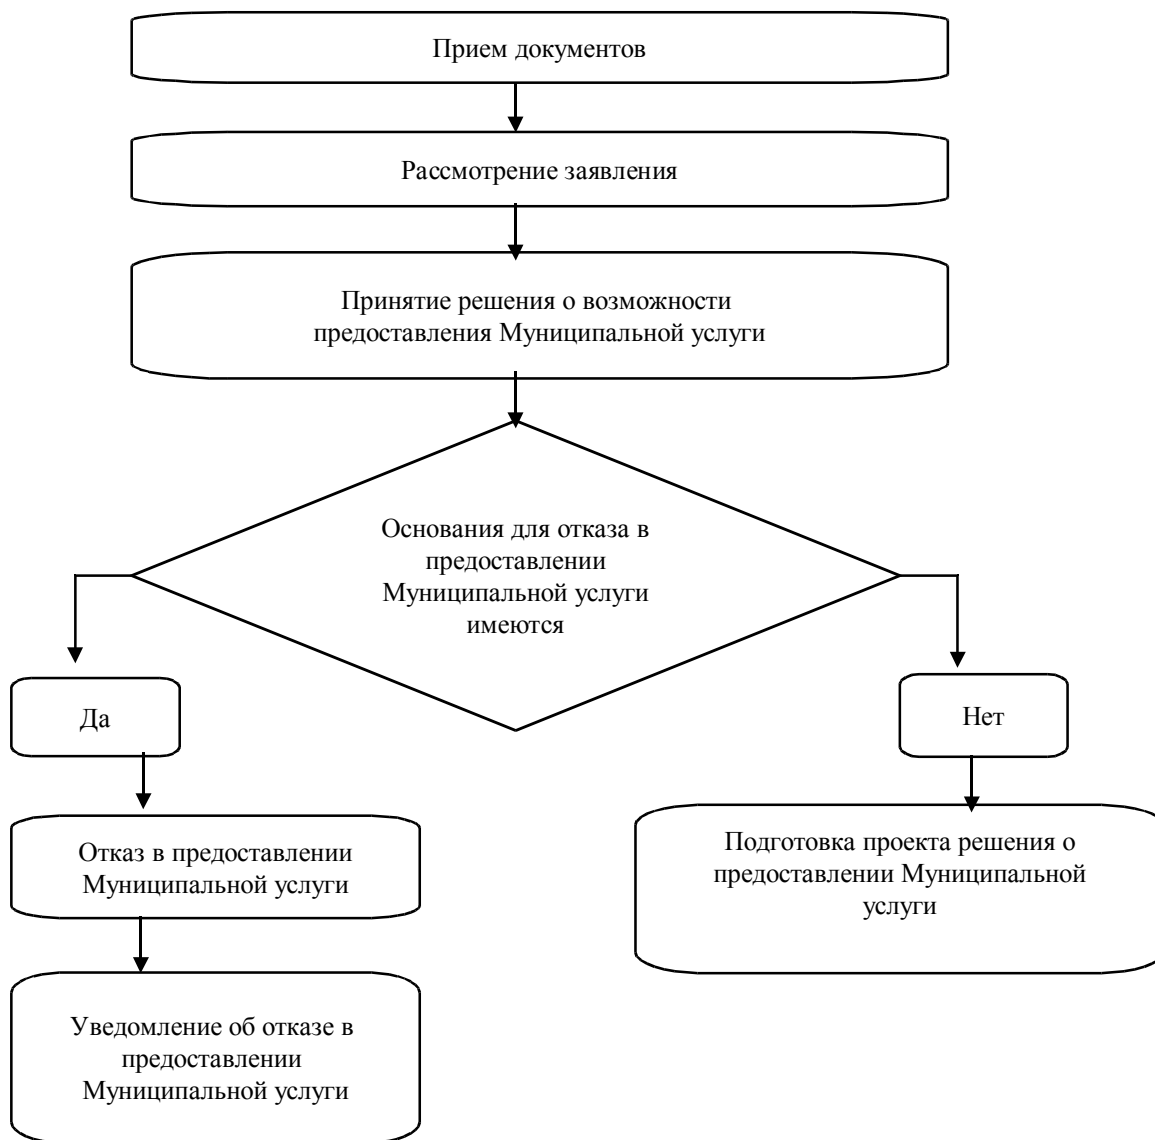 Прием документов
Рассмотрение заявления
Принятие решения о возможности
предоставления Муниципальной услуги
Основания для отказа в
предоставлении
Муниципальной услуги
имеются
Да
Нет
Отказ в предоставлении
Муниципальной услуги
Подготовка проекта решения о
предоставлении Муниципальной
услуги
Уведомление об отказе в
предоставлении
Муниципальной услуги